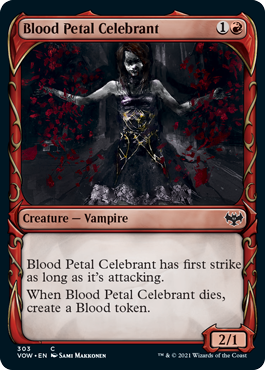 Blood Petal Celebrant 1
Creature — Vampire
Blood Petal Celebrant has first strike
as long as it's attacking.
When Blood Petal Celebrant dies,
create a Blood token.
2/1
303 C
VOW • EN SAMI MAKKONEN
™ & © 2021 Wizards of the Coast